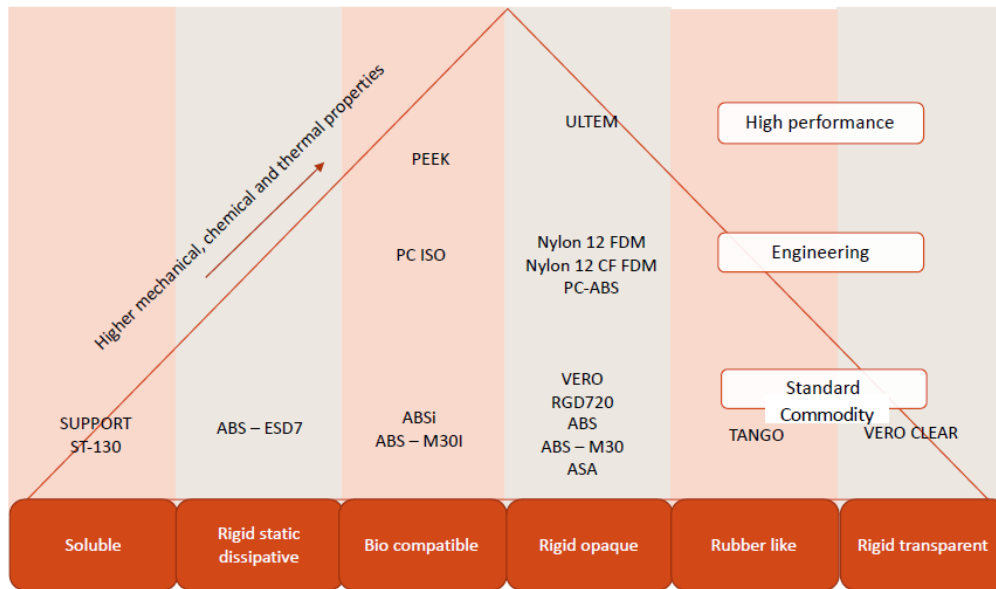 Higher mechanical, chemical and thermal properties
ULTEM
High performance
PEEK
PC ISO
Nylon 12 FDM
Nylon 12 CF FDM
PC-ABS
Engineering
SUPPORT
ST-130
ABS – ESD7
ABSi
ABS – M30I
VERO
RGD720
ABS
ABS – M30
ASA
Standard
Commodity
TANGO
VERO CLEAR
Soluble
Rigid static
dissipative
Bio compatible
Rigid opaque
Rubber like
Rigid transparent